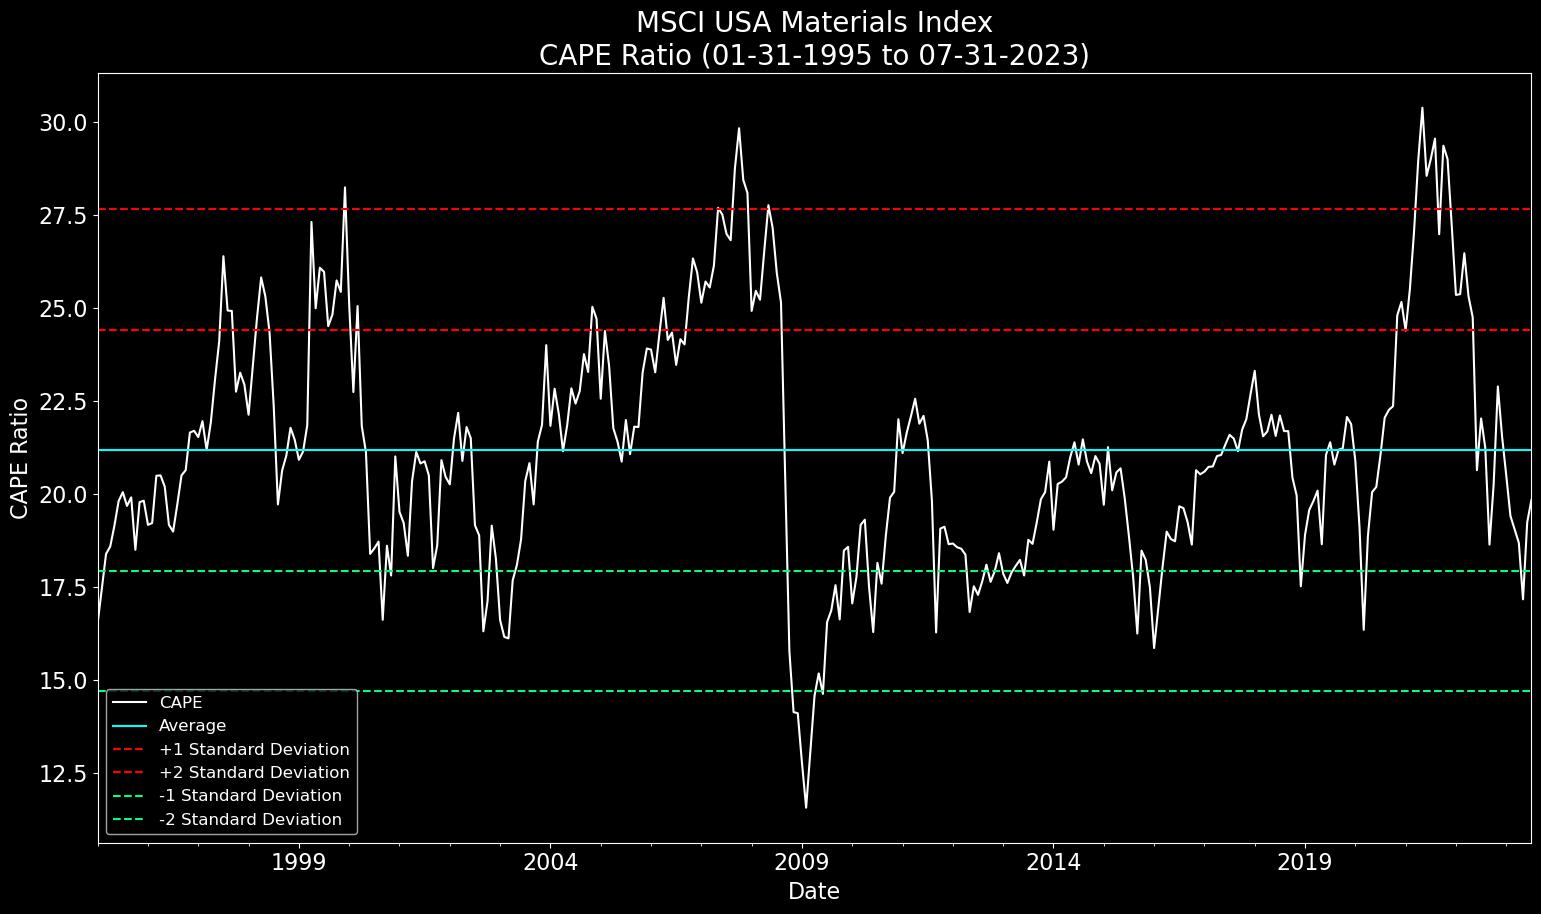 MSCI USA Materials Index
CAPE Ratio (01-31-1995 to 07-31-2023)
30.0
27.5
25.0
22.5
20.0
17.5
15.0
12.5
CAPE Ratio
CAPE
Average
+1 Standard Deviation
+2 Standard Deviation
-1 Standard Deviation
-2 Standard Deviation
1999 2004 2009 2014 2019
Date